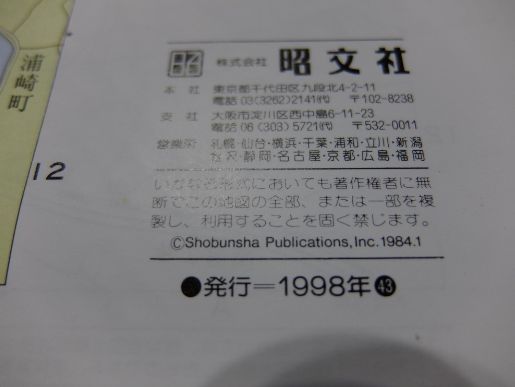 浦崎町
12
株式会社 昭文社
本社 東京都千代田区九段北4-2-11
電話 03(3262)2141(代) 〒102-8238
支社 大阪市淀川区西中島6-11-23
電話 06(303)5721(代) 〒532-0011
営業所 札幌・仙台・横浜・千葉・浦和・立川・新潟
金沢・静岡・名古屋・京都・広島・福岡
いかなる形式においても著作権者に無
断でこの地図の全部、または一部を複
製し、利用することを固く禁じます。
©Shobunsha Publications, Inc. 1984.1
●発行=1998年 43